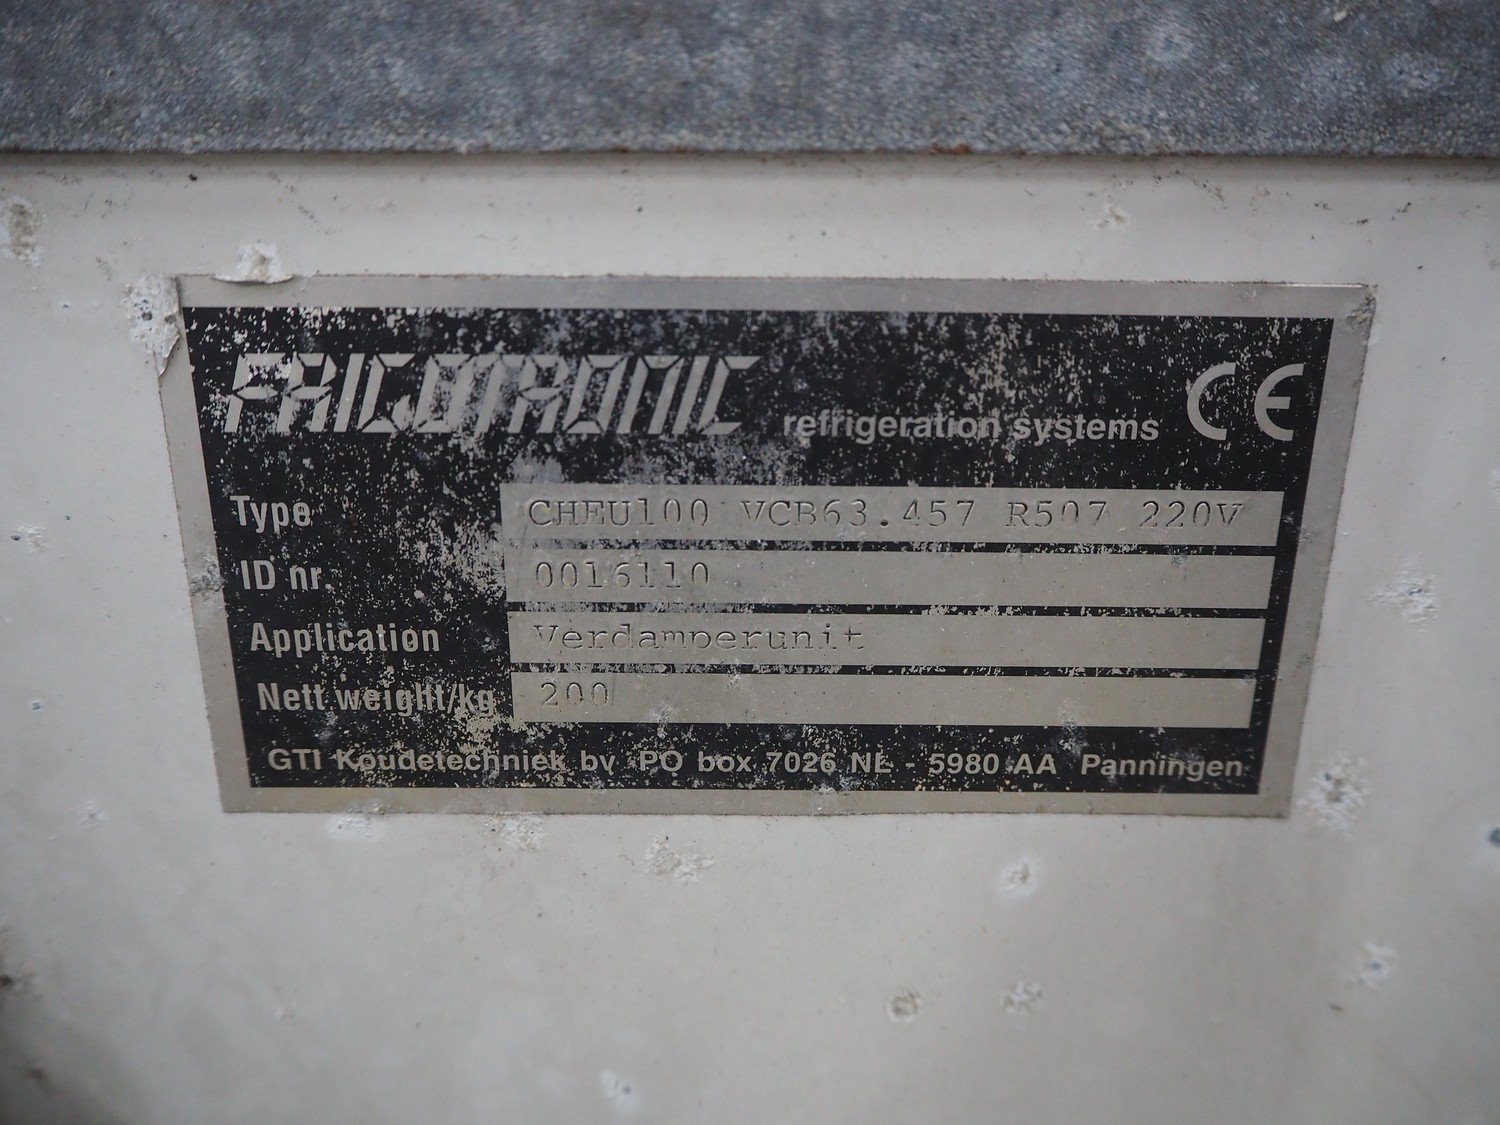 FRIGOTRONIC refrigeration systems CE
Type CHEU100 VCB63.457 R507 220V
ID nr. 0016110
Application Verdamperunit
Nett weight/kg 200
GTI Koudetechniek bv PO box 7026 NL - 5980 AA Panningen